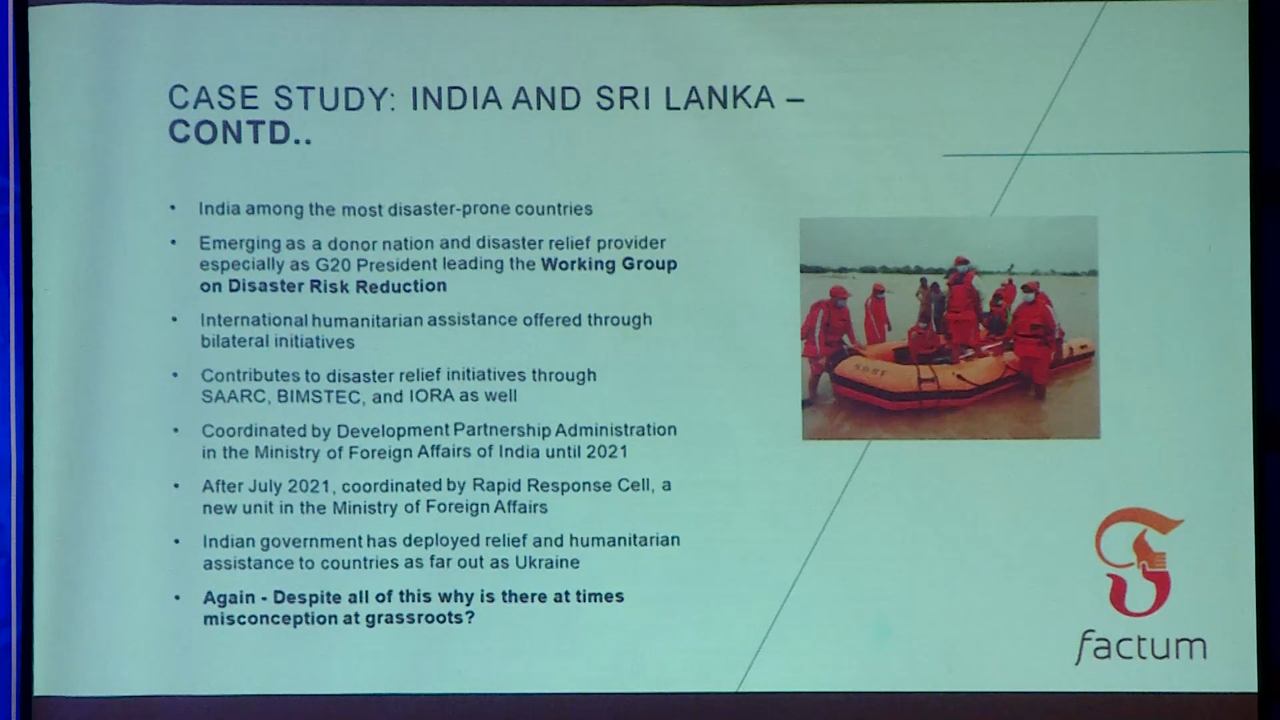 CASE STUDY: INDIA AND SRI LANKA –
CONTD..
• India among the most disaster-prone countries
• Emerging as a donor nation and disaster relief provider
especially as G20 President leading the Working Group
on Disaster Risk Reduction
• International humanitarian assistance offered through
bilateral initiatives
• Contributes to disaster relief initiatives through
SAARC, BIMSTEC, and IORA as well
• Coordinated by Development Partnership Administration
in the Ministry of Foreign Affairs of India until 2021
• After July 2021, coordinated by Rapid Response Cell, a
new unit in the Ministry of Foreign Affairs
• Indian government has deployed relief and humanitarian
assistance to countries as far out as Ukraine
• Again - Despite all of this why is there at times
misconception at grassroots?
factum